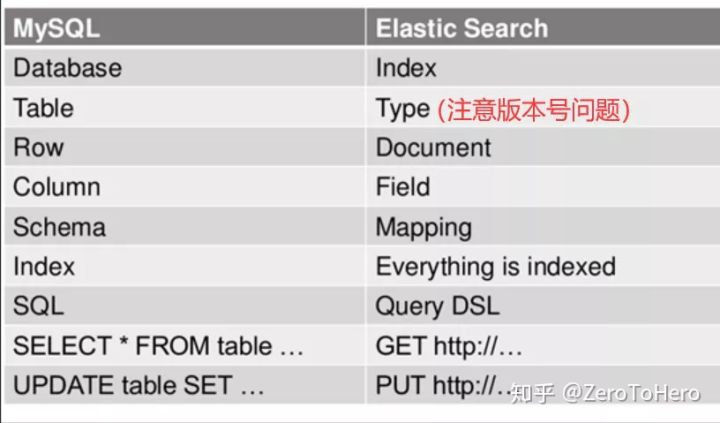 MySQL Elastic Search
Database Index
Table Type (注意版本号问题)
Row Document
Column Field
Schema Mapping
Index Everything is indexed
SQL Query DSL
SELECT * FROM table … GET http://…
UPDATE table SET … PUT http://…
知乎 @ZeroToHero